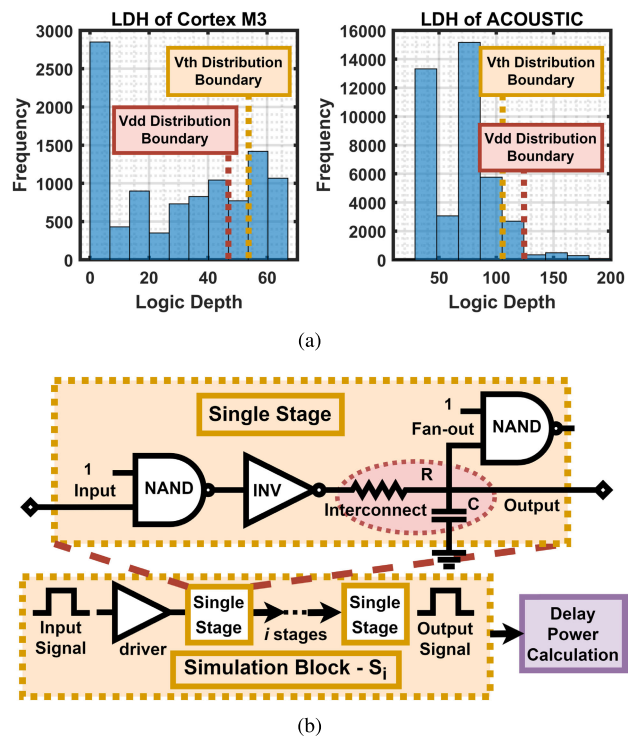 LDH of Cortex M3
3000
2500
2000
1500
1000
500
0
Frequency
Vth Distribution
Boundary
Vdd Distribution
Boundary
0
20
40
60
Logic Depth
LDH of ACOUSTIC
16000
14000
12000
10000
8000
6000
4000
2000
0
Frequency
Vth Distribution
Boundary
Vdd Distribution
Boundary
50
100
150
200
Logic Depth
(a)
Single Stage
1
Fan-out
NAND
1
Input
NAND
INV
R
Interconnect
C
Output
Input
Signal
driver
Single
Stage
i stages
Single
Stage
Output
Signal
Simulation Block - Si
Delay
Power
Calculation
(b)